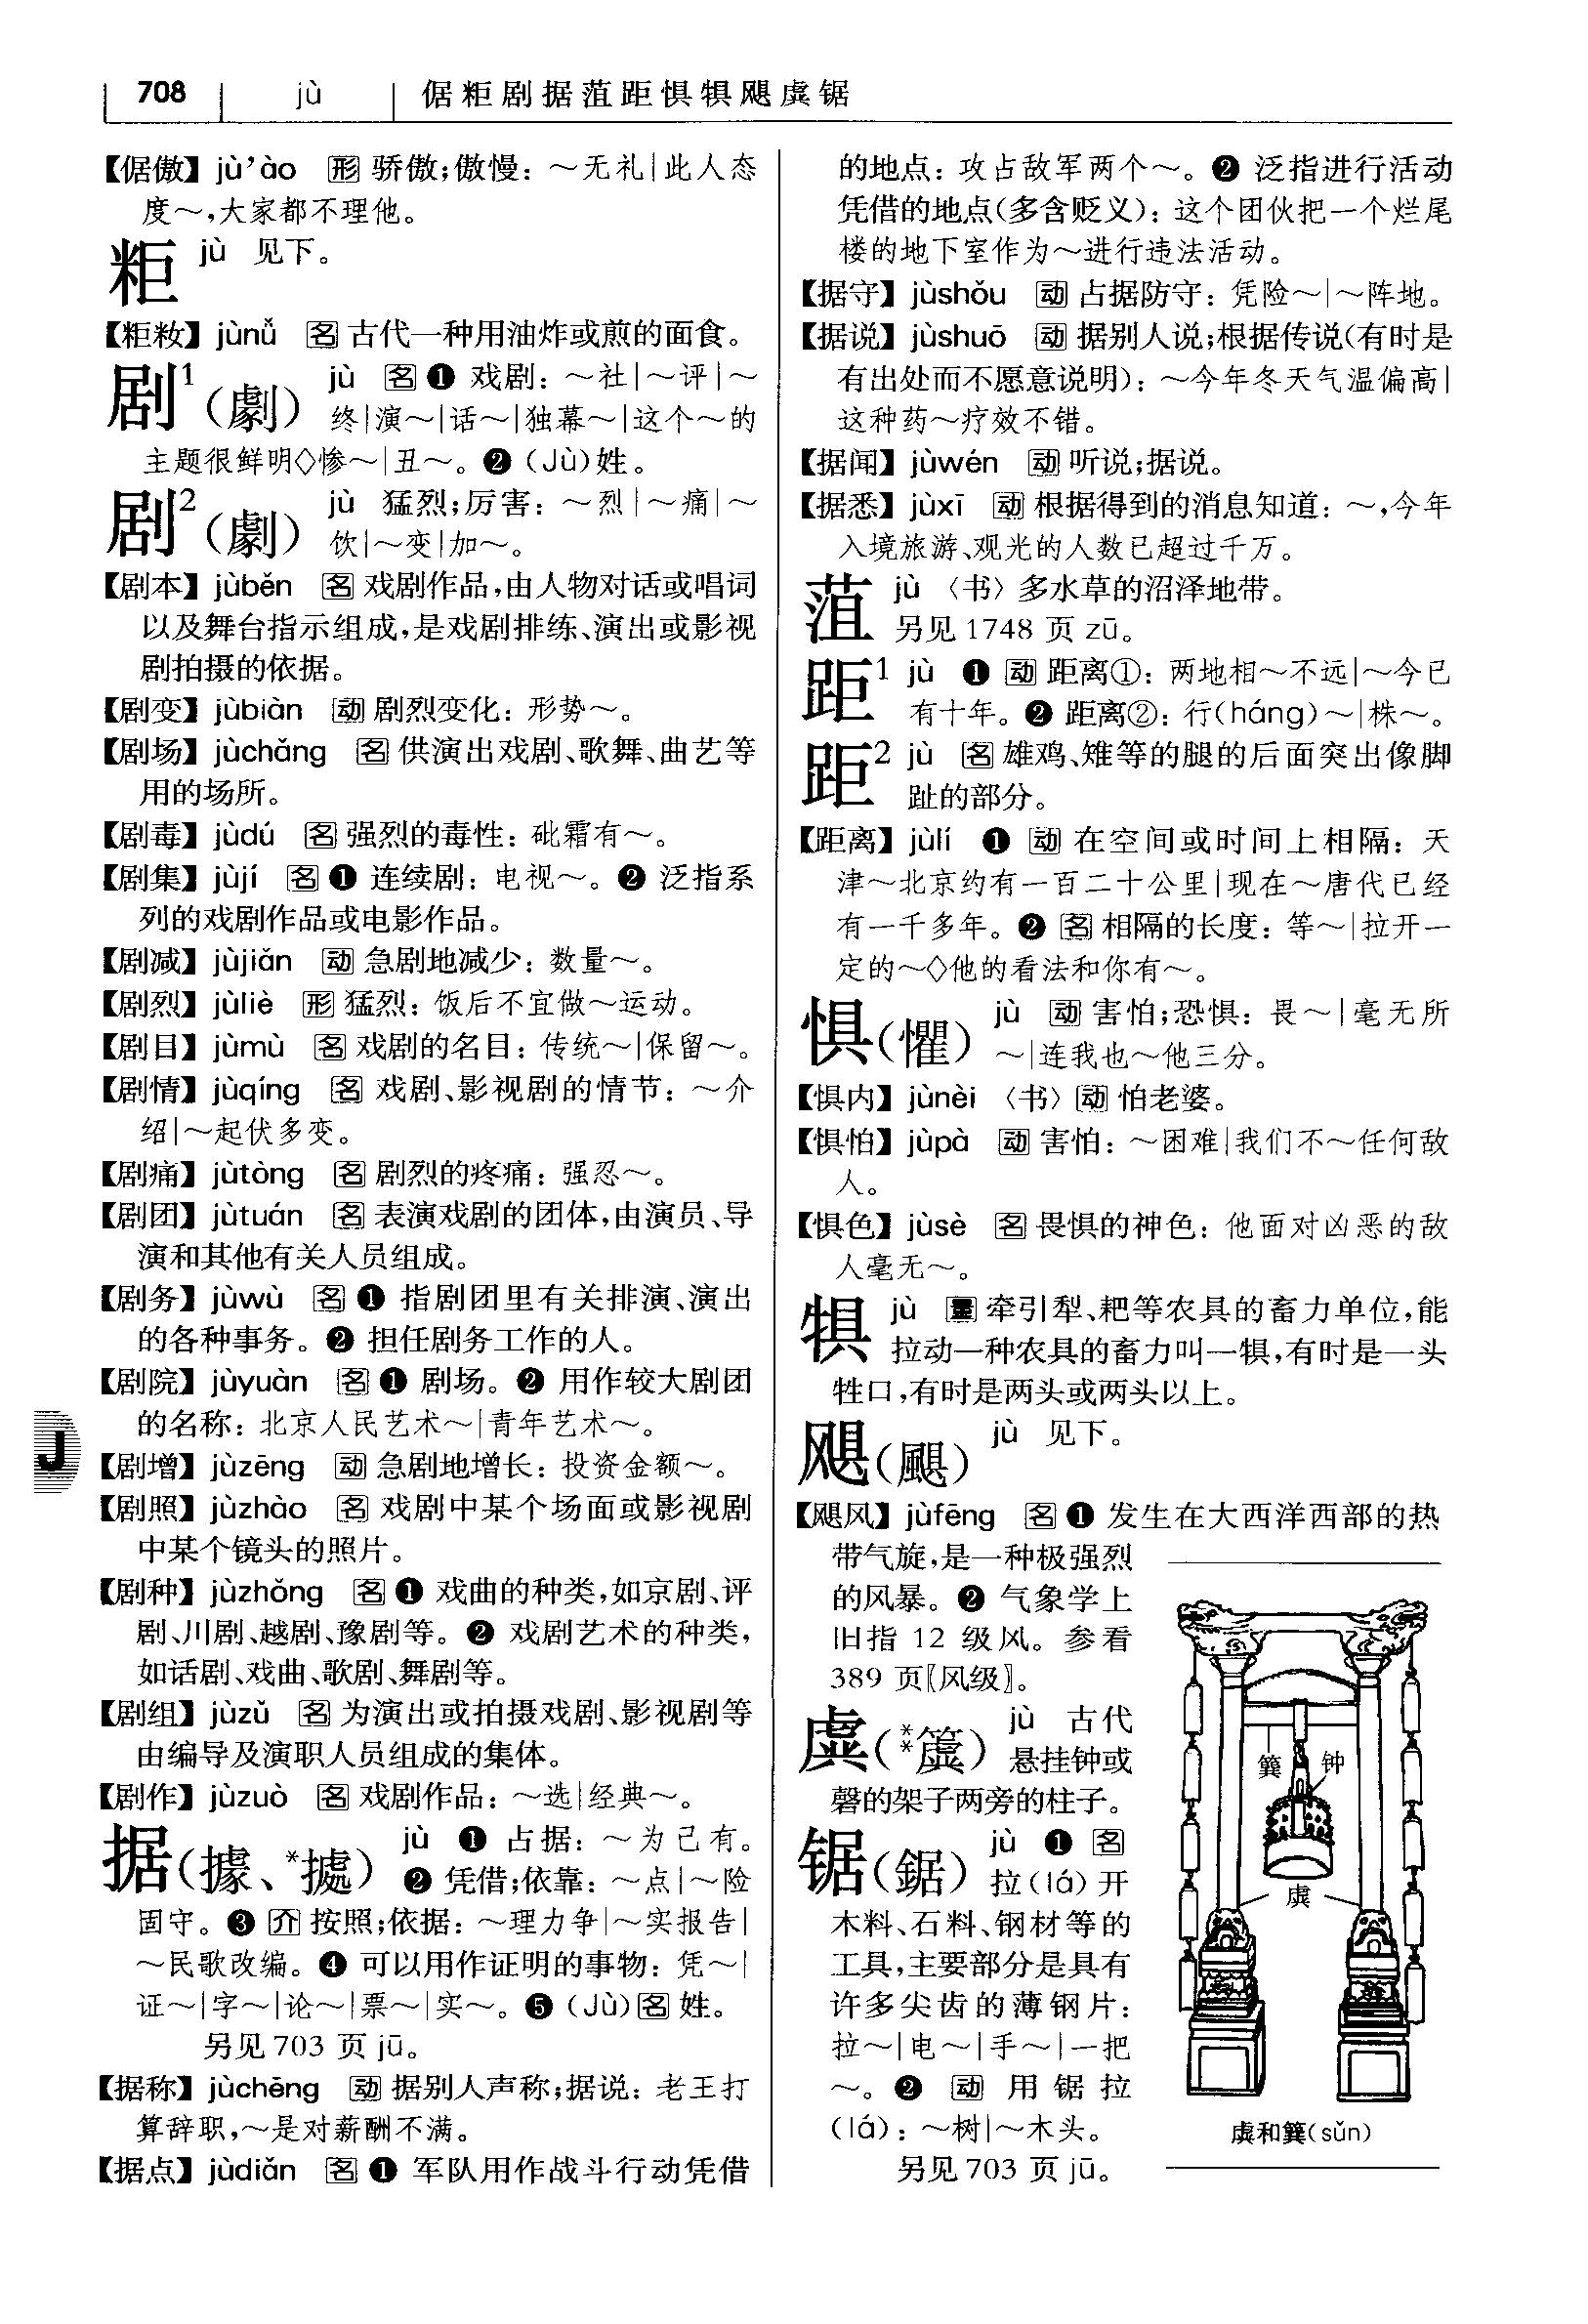 708 jù 倨粔剧据菹距惧犋飓虡锯
【倨傲】jù’ào 形 骄傲;傲慢：～无礼|此人态
度～,大家都不理他。
粔 jù 见下。
【粔籹】jùnǚ 名 古代一种用油炸或煎的面食。
剧1(劇) jù 名 ❶ 戏剧：～社|～评|～
终|演～|话～|独幕～|这个～的
主题很鲜明◇惨～|丑～。❷（Jù)姓。
剧2(劇) jù 猛烈;厉害：～烈|～痛|～
饮|～变|加～。
【剧本】jùběn 名 戏剧作品,由人物对话或唱词
以及舞台指示组成,是戏剧排练、演出或影视
剧拍摄的依据。
【剧变】jùbiàn 动 剧烈变化：形势～。
【剧场】jùchǎng 名 供演出戏剧、歌舞、曲艺等
用的场所。
【剧毒】jùdú 名 强烈的毒性：砒霜有～。
【剧集】jùjí 名 ❶ 连续剧：电视～。❷ 泛指系
列的戏剧作品或电影作品。
【剧减】jùjiǎn 动 急剧地减少：数量～。
【剧烈】jùliè 形 猛烈：饭后不宜做～运动。
【剧目】jùmù 名 戏剧的名目：传统～|保留～。
【剧情】jùqíng 名 戏剧、影视剧的情节：～介
绍|～起伏多变。
【剧痛】jùtòng 名 剧烈的疼痛：强忍～。
【剧团】jùtuán 名 表演戏剧的团体,由演员、导
演和其他有关人员组成。
【剧务】jùwù 名 ❶ 指剧团里有关排演、演出
的各种事务。❷ 担任剧务工作的人。
【剧院】jùyuàn 名 ❶ 剧场。❷ 用作较大剧团
的名称：北京人民艺术～|青年艺术～。
J
【剧增】jùzēng 动 急剧地增长：投资金额～。
【剧照】jùzhào 名 戏剧中某个场面或影视剧
中某个镜头的照片。
【剧种】jùzhǒng 名 ❶ 戏曲的种类,如京剧、评
剧、川剧、越剧、豫剧等。❷ 戏剧艺术的种类,
如话剧、戏曲、歌剧、舞剧等。
【剧组】jùzǔ 名 为演出或拍摄戏剧、影视剧等
由编导及演职人员组成的集体。
【剧作】jùzuò 名 戏剧作品：～选|经典～。
据(據、*㨿) jù ❶ 占据：～为己有。
❷ 凭借;依靠：～点|～险
固守。❸ 介 按照;依据：～理力争|～实报告|
～民歌改编。❹ 可以用作证明的事物：凭～|
证～|字～|论～|票～|实～。❺（Jù)名 姓。
另见 703 页 jū。
【据称】jùchēng 动 据别人声称;据说：老王打
算辞职,～是对薪酬不满。
【据点】jùdiǎn 名 ❶ 军队用作战斗行动凭借
的地点：攻占敌军两个～。❷ 泛指进行活动
凭借的地点(多含贬义)：这个团伙把一个烂尾
楼的地下室作为～进行违法活动。
【据守】jùshǒu 动 占据防守：凭险～|～阵地。
【据说】jùshuō 动 据别人说;根据传说(有时是
有出处而不愿意说明)：～今年冬天气温偏高|
这种药～疗效不错。
【据闻】jùwén 动 听说;据说。
【据悉】jùxī 动 根据得到的消息知道：～,今年
入境旅游、观光的人数已超过千万。
菹 jù 〈书〉多水草的沼泽地带。
另见 1748 页 zū。
距1 jù ❶ 动 距离①：两地相～不远|～今已
有十年。❷ 距离②：行(háng)～|株～。
距2 jù 名 雄鸡、雉等的腿的后面突出像脚
趾的部分。
【距离】jùlí ❶ 动 在空间或时间上相隔：天
津～北京约有一百二十公里|现在～唐代已经
有一千多年。❷ 名 相隔的长度：等～|拉开一
定的～◇他的看法和你有～。
惧(懼) jù 动 害怕;恐惧：畏～|毫无所
～|连我也～他三分。
【惧内】jùnèi 〈书〉动 怕老婆。
【惧怕】jùpà 动 害怕：～困难|我们不～任何敌
人。
【惧色】jùsè 名 畏惧的神色：他面对凶恶的敌
人毫无～。
犋 jù 量 牵引犁、耙等农具的畜力单位,能
拉动一种农具的畜力叫一犋,有时是一头
牲口,有时是两头或两头以上。
飓(颶) jù 见下。
【飓风】jùfēng 名 ❶ 发生在大西洋西部的热
带气旋,是一种极强烈
的风暴。❷ 气象学上
旧指 12 级风。参看
389 页〖风级〗。
虡(**簴) jù 古代
悬挂钟或
磬的架子两旁的柱子。
锯(鋸) jù ❶ 名
拉(lá)开
木料、石料、钢材等的
工具,主要部分是具有
许多尖齿的薄钢片：
拉～|电～|手～|一把
～。❷ 动 用锯拉
(lá)：～树|～木头。
另见 703 页 jū。
簨 钟
虡
虡和簨(sǔn)